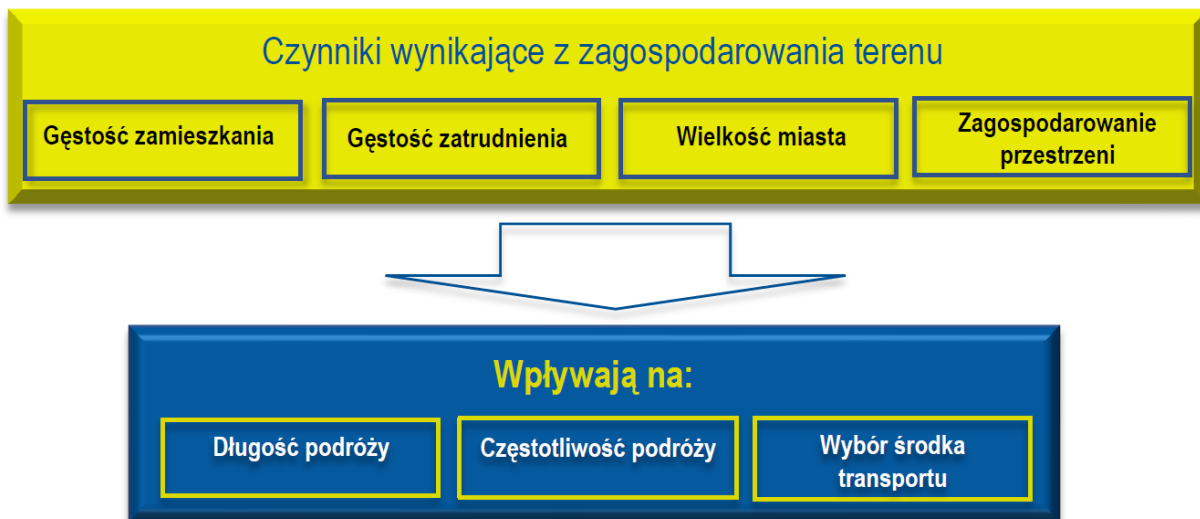 Czynniki wynikające z zagospodarowania terenu
Gęstość zamieszkania
Gęstość zatrudnienia
Wielkość miasta
Zagospodarowanie
przestrzeni
Wpływają na:
Długość podróży
Częstotliwość podróży
Wybór środka
transportu